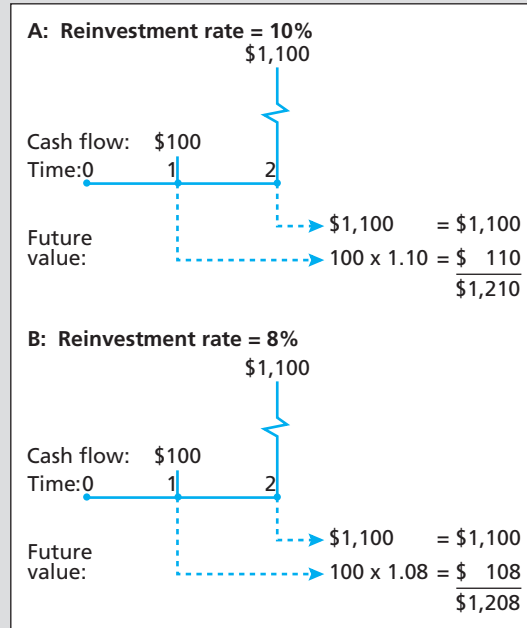 A: Reinvestment rate = 10%
$1,100
Cash flow: $100
Time:0 1 2
$1,100 = $1,100
Future
value:
100 x 1.10 = $ 110
$1,210
B: Reinvestment rate = 8%
$1,100
Cash flow: $100
Time:0 1 2
$1,100 = $1,100
Future
value:
100 x 1.08 = $ 108
$1,208